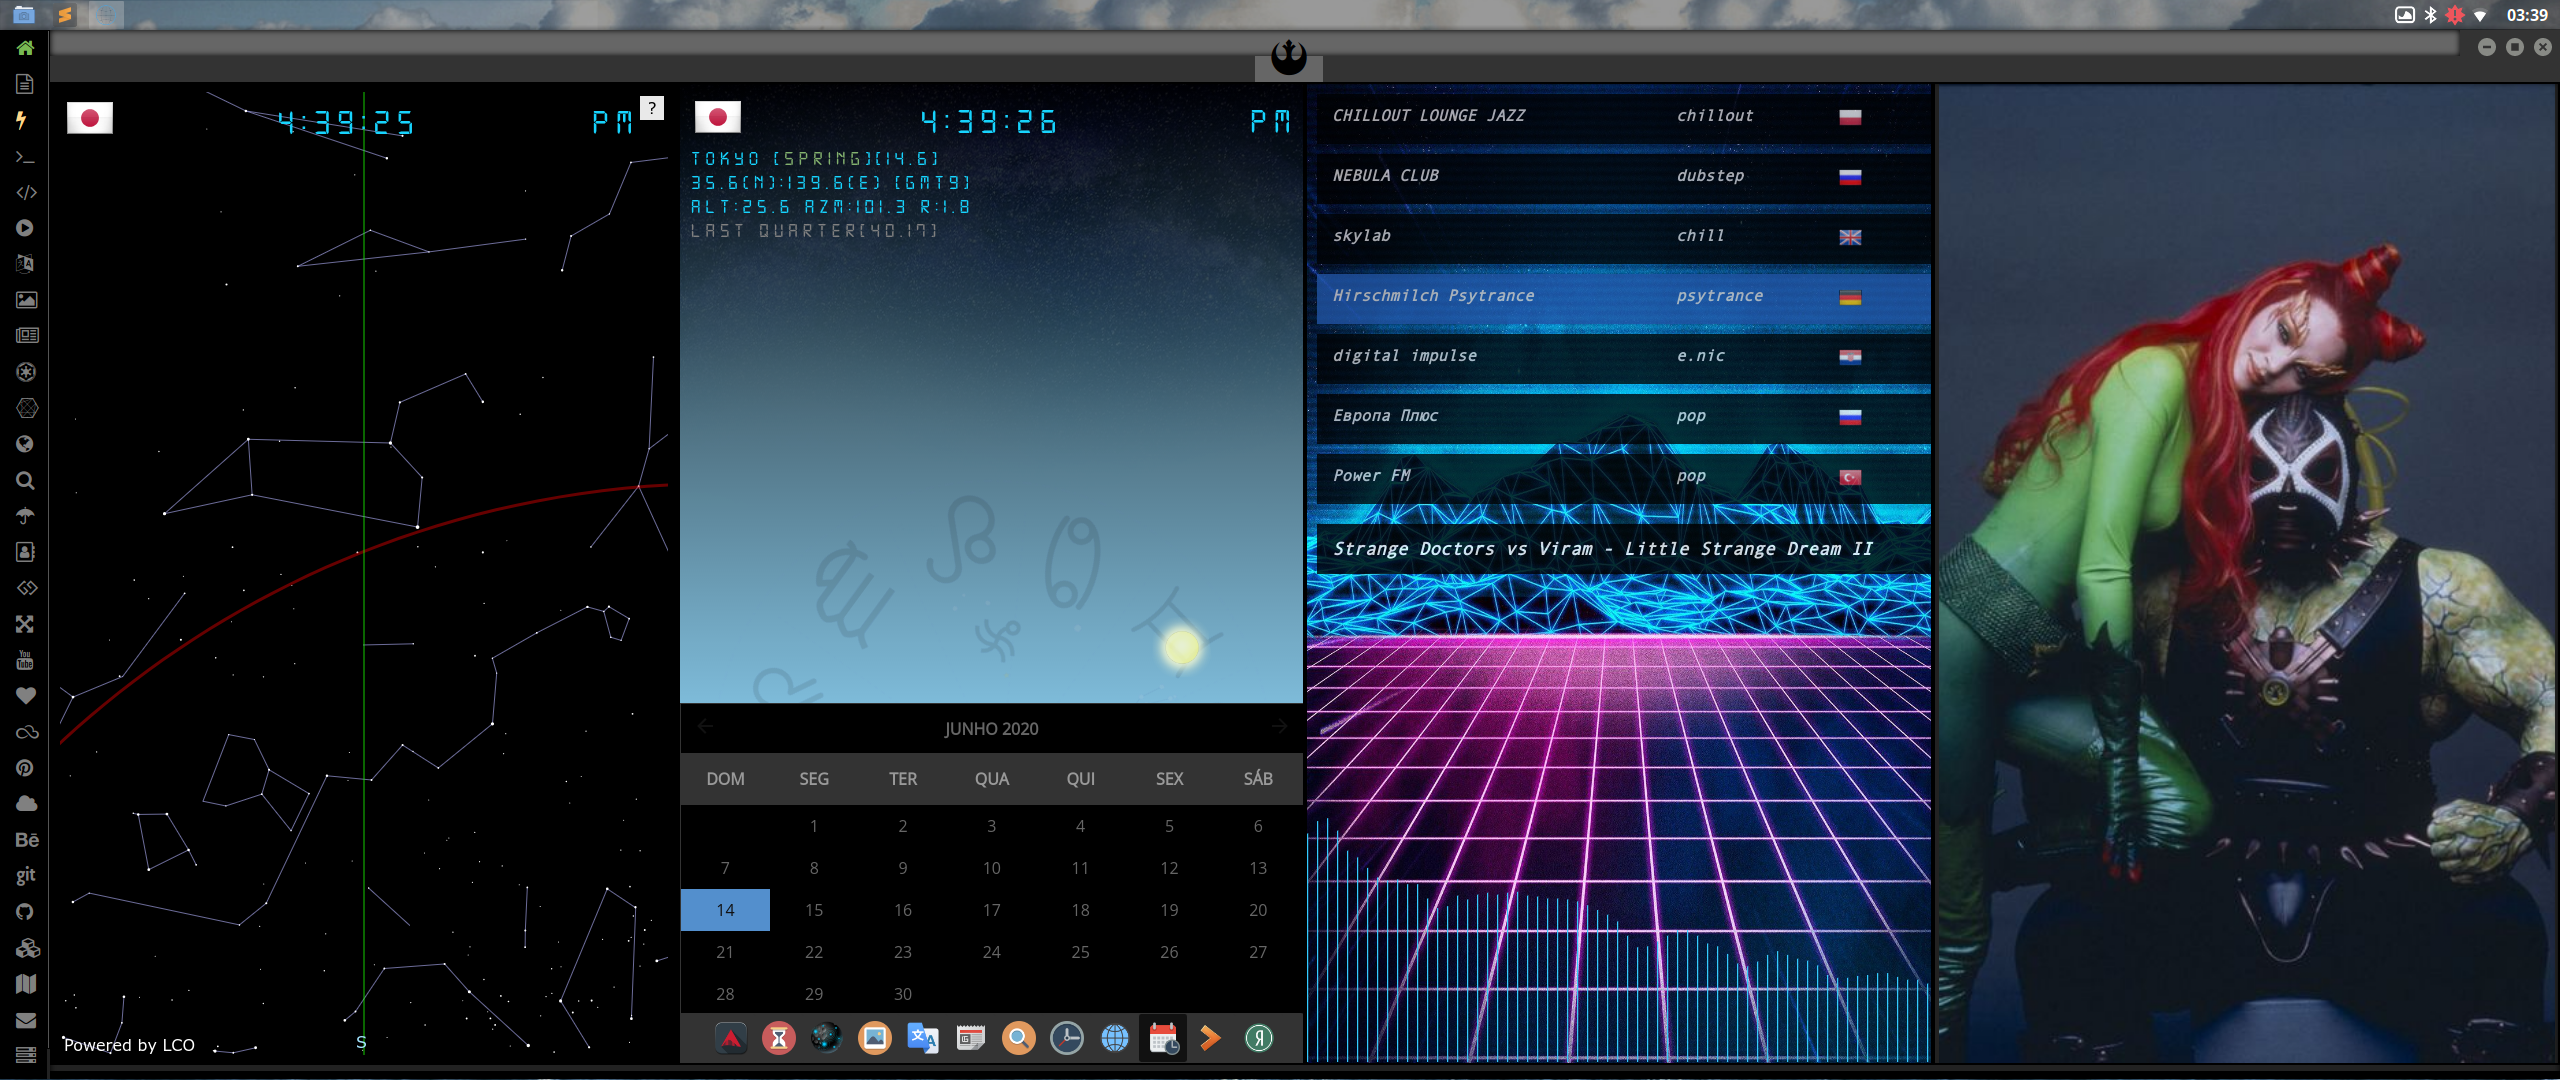 03:39
4:39:25 PM
?
4:39:26 PM
TOKYO [SPRING][14.6]
35.6(N):139.6(E) [GMT9]
ALT:25.6 AZM:101.3 R:1.8
LAST QUARTER[40.17]
CHILLOUT LOUNGE JAZZ chillout
NEBULA CLUB dubstep
skylab chill
Hirschmilch Psytrance psytrance
digital impulse e.nic
Европа Плюс pop
Power FM pop
Strange Doctors vs Viram - Little Strange Dream II
JUNHO 2020
DOM SEG TER QUA QUI SEX SÁB
1 2 3 4 5 6
7 8 9 10 11 12 13
14 15 16 17 18 19 20
21 22 23 24 25 26 27
28 29 30
You
Tube
Bē
git
S
Powered by LCO